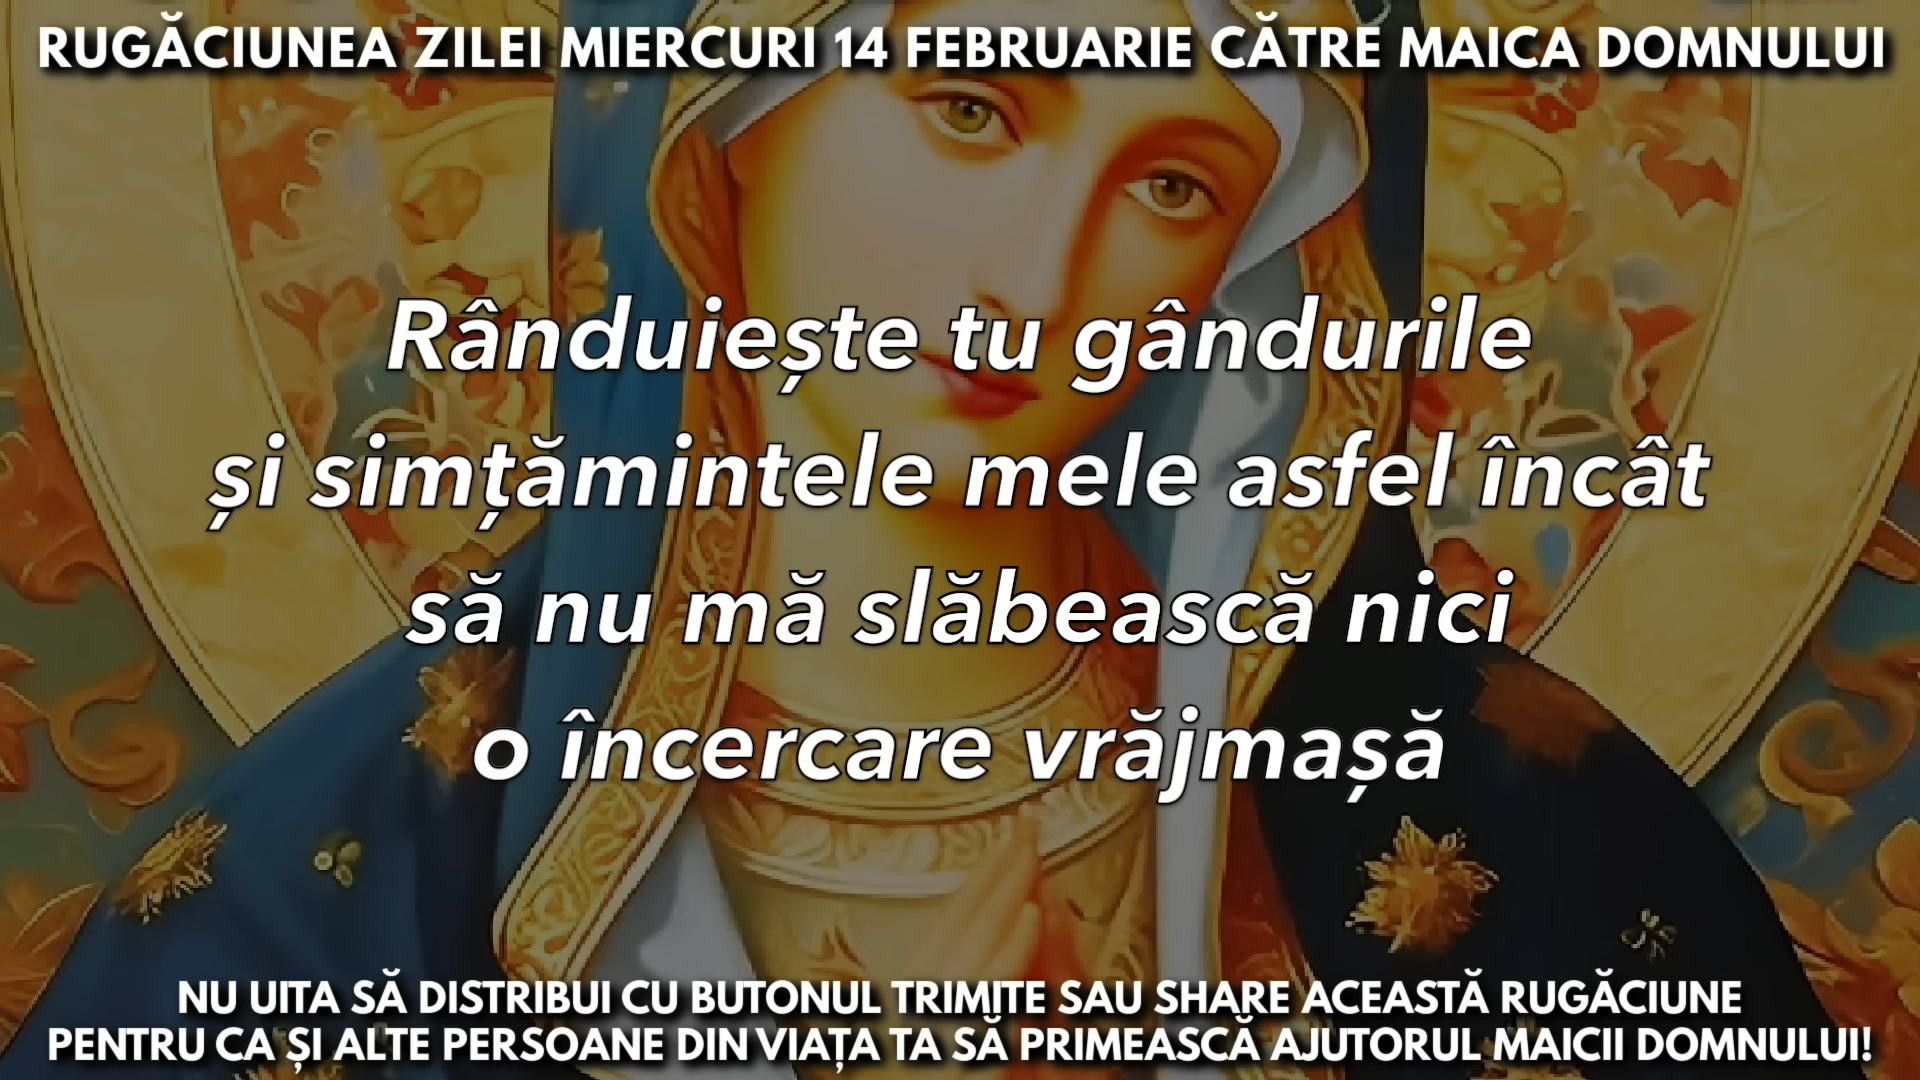 RUGĂCIUNEA ZILEI MIERCURI 14 FEBRUARIE CĂTRE MAICA DOMNULUI
Rânduiește tu gândurile
și simțămintele mele asfel încât
să nu mă slăbească nici
o încercare vrăjmașă
NU UITA SĂ DISTRIBUI CU BUTONUL TRIMITE SAU SHARE ACEASTĂ RUGĂCIUNE
PENTRU CA ȘI ALTE PERSOANE DIN VIAȚA TA SĂ PRIMEASCĂ AJUTORUL MAICII DOMNULUI!